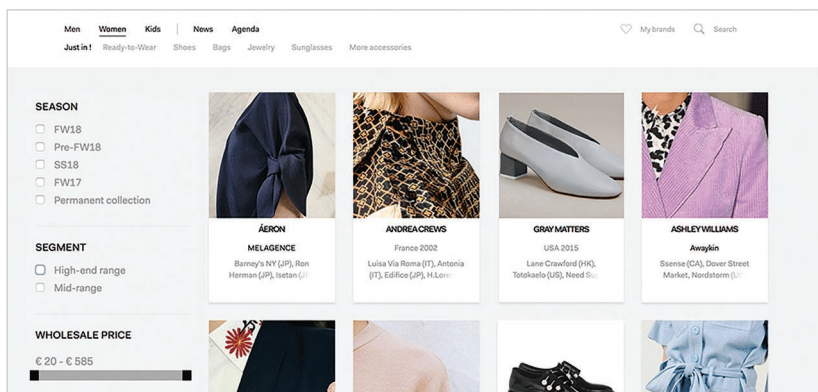 Men Women Kids News Agenda
My brands Search
Just in ! Ready-to-Wear Shoes Bags Jewelry Sunglasses More accessories
SEASON
FW18
Pre-FW18
SS18
FW17
Permanent collection
SEGMENT
High-end range
Mid-range
WHOLESALE PRICE
€ 20 - € 585
ÁERON
MELAGENCE
Barney's NY (JP), Ron
Herman (JP), Isetan (J
ANDREA CREWS
France 2002
Luisa Via Roma (IT), Antonia
(IT), Edifice (JP), H.Lore
GRAY MATTERS
USA 2015
Lane Crawford (HK),
Totokaelo (US), Need Su
ASHLEY WILLIAMS
Awaykin
Ssense (CA), Dover Street
Market, Nordstorm (U